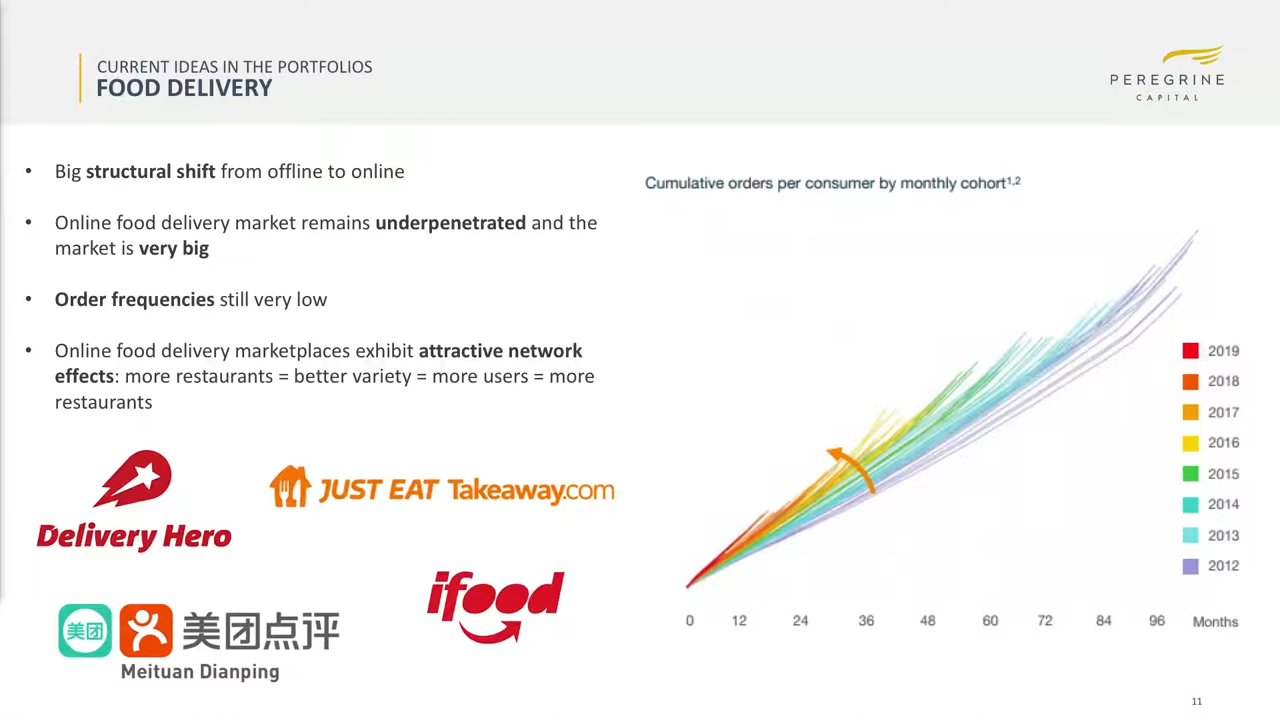 CURRENT IDEAS IN THE PORTFOLIOS
FOOD DELIVERY
PEREGRINE
CAPITAL
• Big structural shift from offline to online
• Online food delivery market remains underpenetrated and the
market is very big
• Order frequencies still very low
• Online food delivery marketplaces exhibit attractive network
effects: more restaurants = better variety = more users = more
restaurants
Delivery Hero
JUST EAT Takeaway.com
ifood
美团
美团点评
Meituan Dianping
Cumulative orders per consumer by monthly cohort¹,²
2019
2018
2017
2016
2015
2014
2013
2012
0 12 24 36 48 60 72 84 96 Months
11